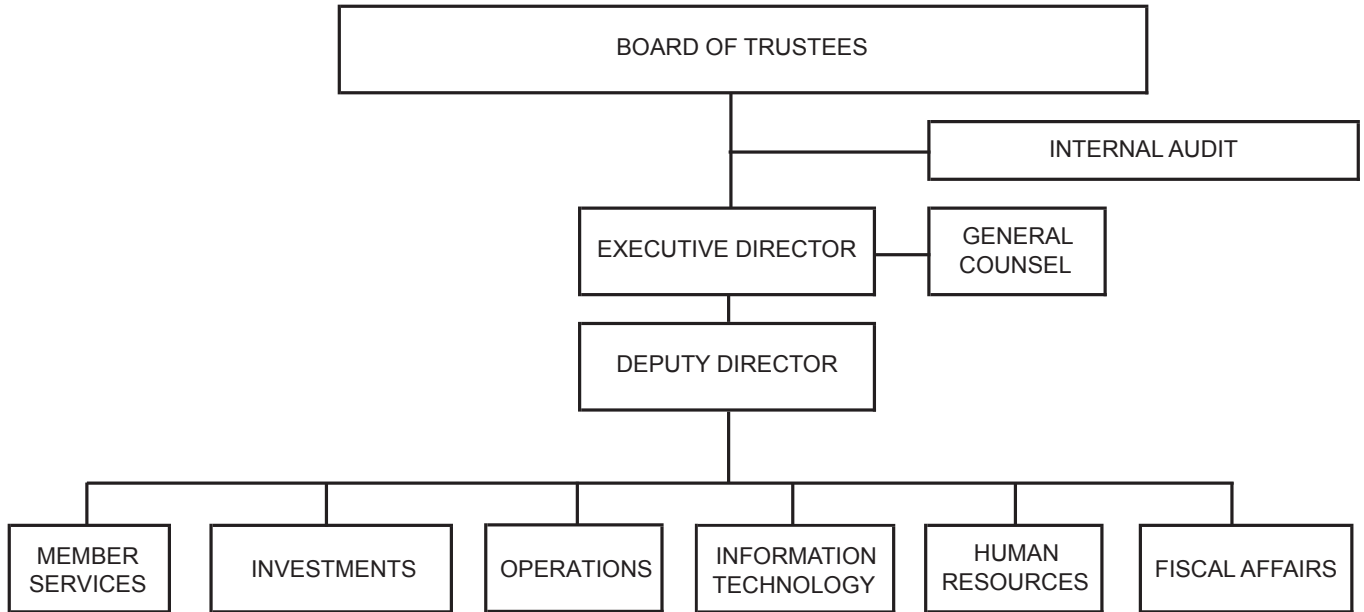 BOARD OF TRUSTEES
INTERNAL AUDIT
EXECUTIVE DIRECTOR
GENERAL
COUNSEL
DEPUTY DIRECTOR
MEMBER
SERVICES
INVESTMENTS
OPERATIONS
INFORMATION
TECHNOLOGY
HUMAN
RESOURCES
FISCAL AFFAIRS